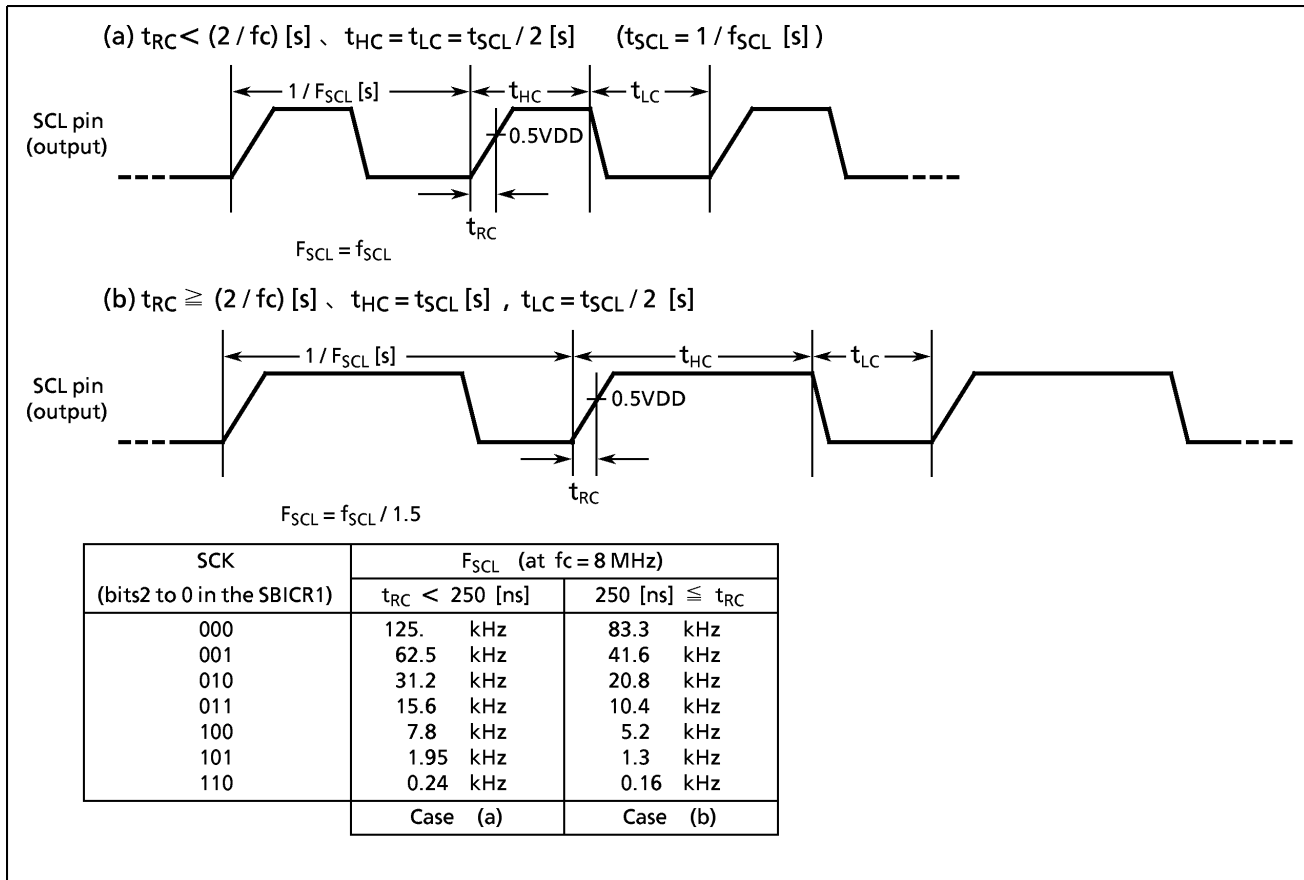 (a) tRC < (2 / fc) [s] 、 tHC = tLC = tSCL / 2 [s] (tSCL = 1 / fSCL [s] )
1 / FSCL [s] tHC tLC
SCL pin
(output)
0.5VDD
tRC
FSCL = fSCL
(b) tRC ≧ (2 / fc) [s] 、 tHC = tSCL [s] , tLC = tSCL / 2 [s]
1 / FSCL [s] tHC tLC
SCL pin
(output)
0.5VDD
tRC
FSCL = fSCL / 1.5
SCK FSCL (at fc = 8 MHz)
(bits2 to 0 in the SBICR1) tRC < 250 [ns] 250 [ns] ≦ tRC
000 125. kHz 83.3 kHz
001 62.5 kHz 41.6 kHz
010 31.2 kHz 20.8 kHz
011 15.6 kHz 10.4 kHz
100 7.8 kHz 5.2 kHz
101 1.95 kHz 1.3 kHz
110 0.24 kHz 0.16 kHz
Case (a) Case (b)